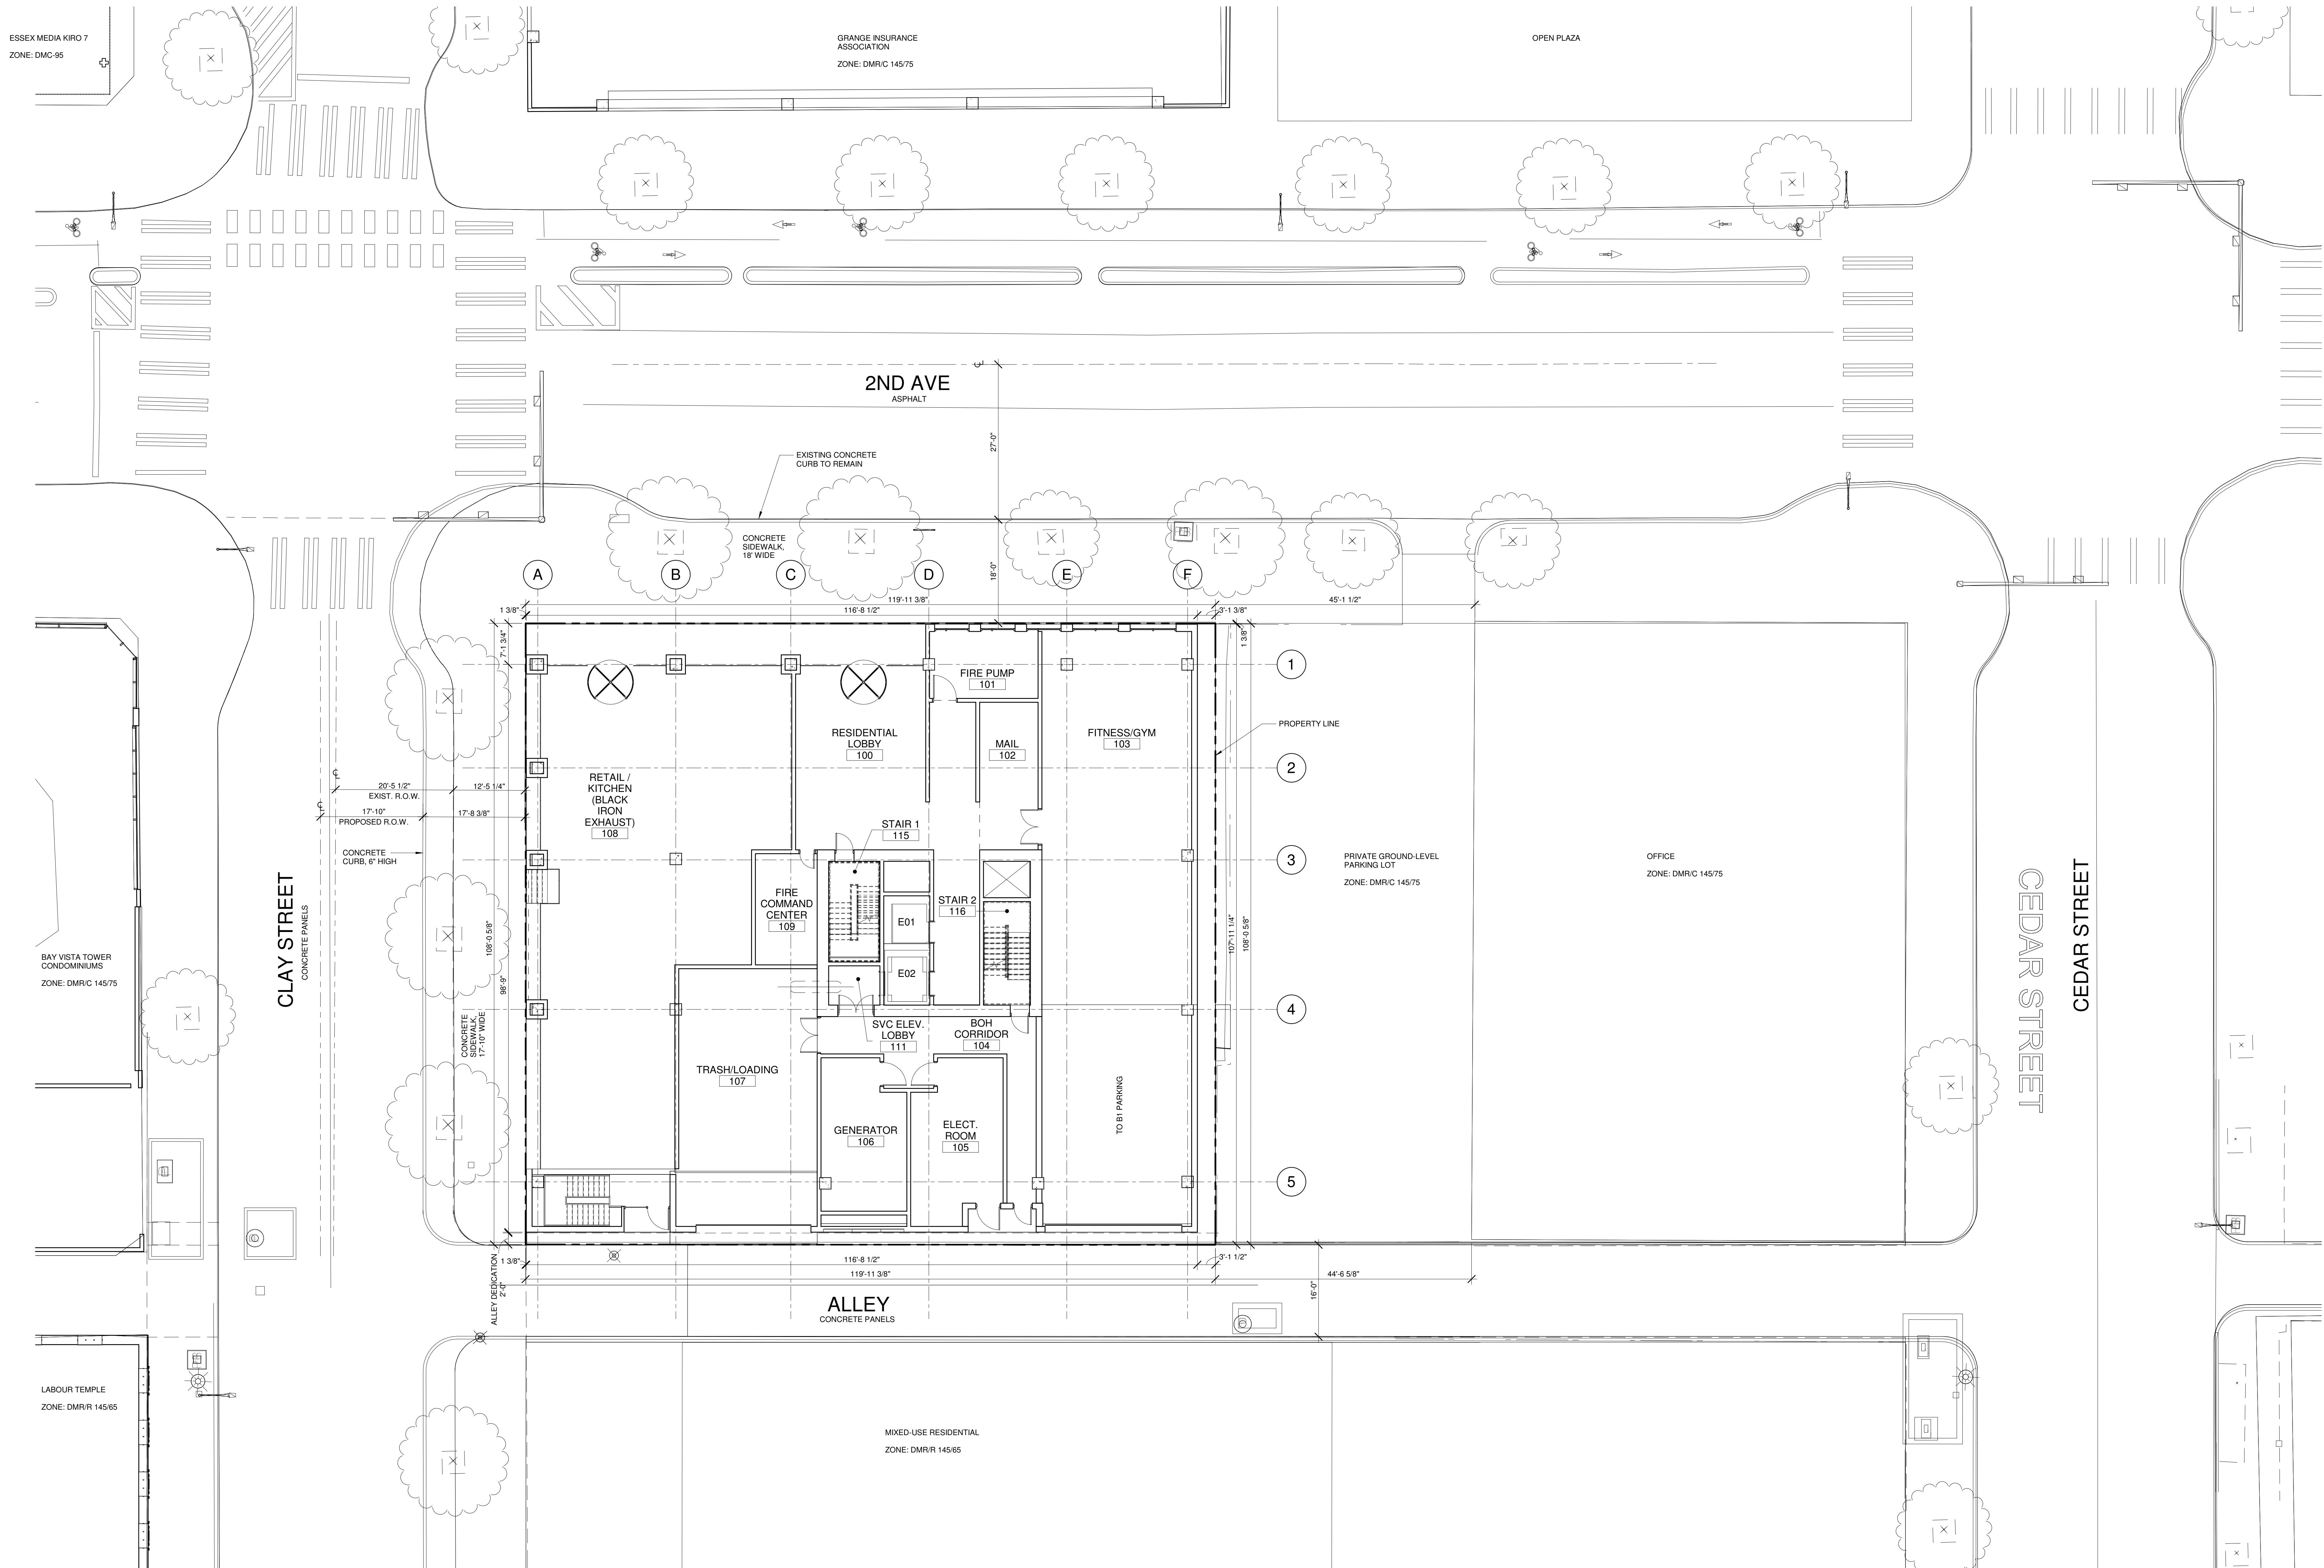 ESSEX MEDIA KIRO 7
ZONE: DMC-95
GRANGE INSURANCE
ASSOCIATION
ZONE: DMR/C 145/75
OPEN PLAZA
2ND AVE
ASPHALT
27'-0"
EXISTING CONCRETE
CURB TO REMAIN
CONCRETE
SIDEWALK,
18' WIDE
18'-0"
A
B
C
D
E
F
119'-11 3/8"
45'-1 1/2"
1 3/8"
116'-8 1/2"
3'-1 3/8"
7'-1 3/4"
1 3/8"
1
2
3
4
5
FIRE PUMP
101
RESIDENTIAL
LOBBY
100
MAIL
102
FITNESS/GYM
103
PROPERTY LINE
RETAIL /
KITCHEN
(BLACK
IRON
EXHAUST)
108
20'-5 1/2"
EXIST. R.O.W.
12'-5 1/4"
17'-10"
PROPOSED R.O.W.
17'-8 3/8"
CONCRETE
CURB, 6" HIGH
STAIR 1
115
FIRE
COMMAND
CENTER
109
STAIR 2
116
E01
E02
PRIVATE GROUND-LEVEL
PARKING LOT
ZONE: DMR/C 145/75
OFFICE
ZONE: DMR/C 145/75
CLAY STREET
CONCRETE PANELS
CEDAR STREET
CEDAR STREET
108'-0 5/8"
98'-9"
107'-11 1/4"
108'-0 5/8"
BAY VISTA TOWER
CONDOMINIUMS
ZONE: DMR/C 145/75
CONCRETE
SIDEWALK,
17'-10" WIDE
SVC ELEV.
LOBBY
111
BOH
CORRIDOR
104
TRASH/LOADING
107
GENERATOR
106
ELECT.
ROOM
105
TO B1 PARKING
ALLEY DEDICATION
2'-0"
1 3/8"
116'-8 1/2"
3'-1 1/2"
119'-11 3/8"
44'-6 5/8"
16'-0"
ALLEY
CONCRETE PANELS
LABOUR TEMPLE
ZONE: DMR/R 145/65
MIXED-USE RESIDENTIAL
ZONE: DMR/R 145/65